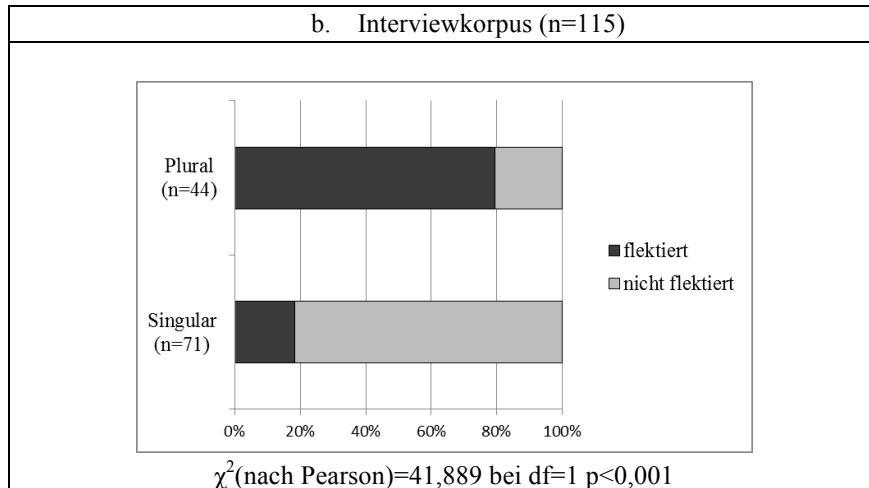 b. Interviewkorpus (n=115)
Plural
(n=44)
Singular
(n=71)
flektiert
nicht flektiert
0% 20% 40% 60% 80% 100%
χ²(nach Pearson)=41,889 bei df=1 p<0,001